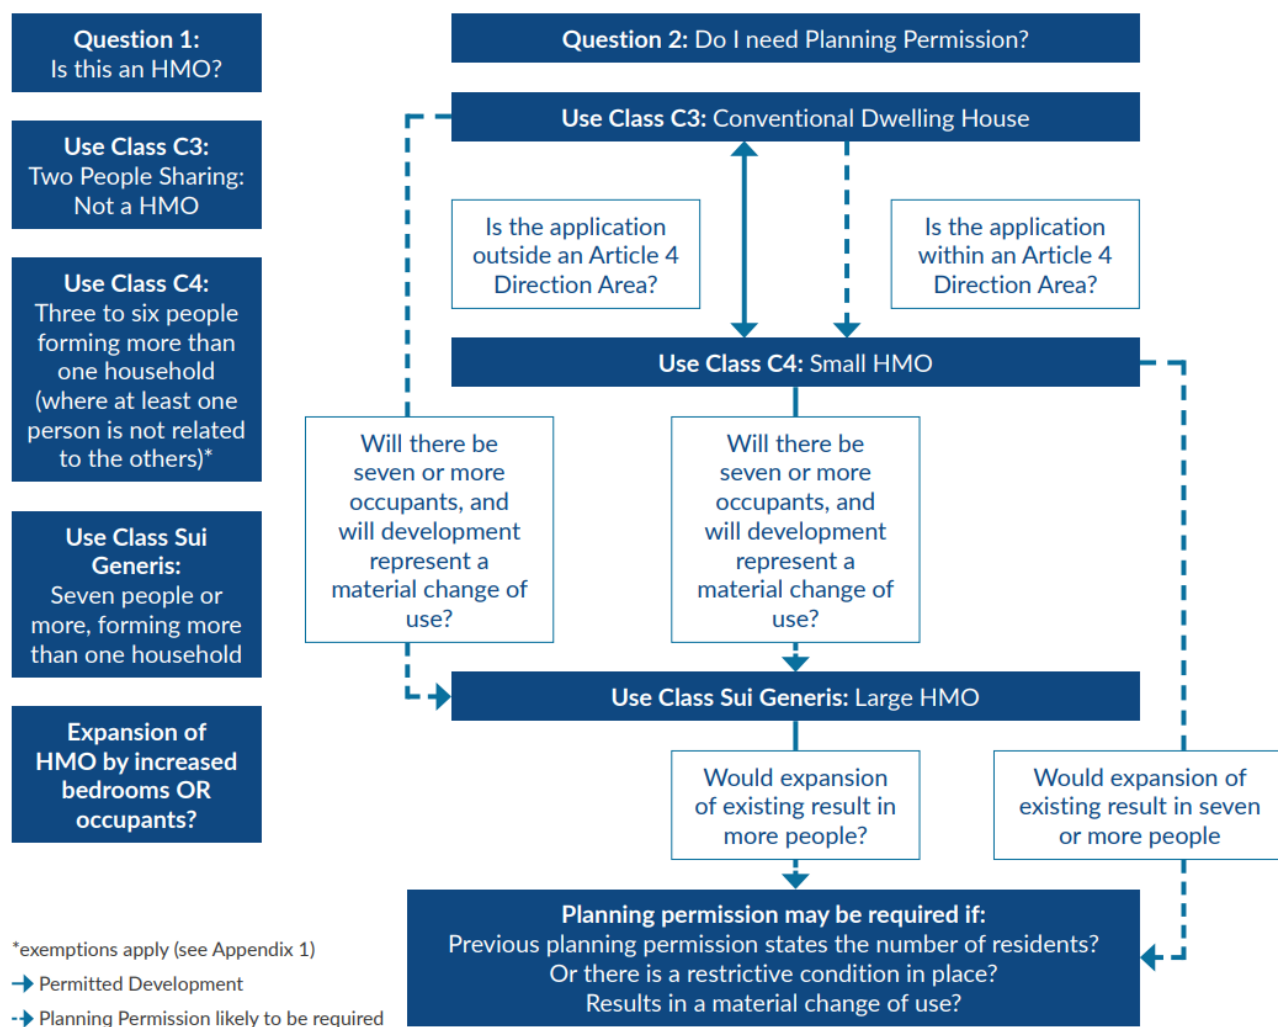 Question 1:
Is this an HMO?
Use Class C3:
Two People Sharing:
Not a HMO
Use Class C4:
Three to six people
forming more than
one household
(where at least one
person is not related
to the others)*
Use Class Sui
Generis:
Seven people or
more, forming more
than one household
Expansion of
HMO by increased
bedrooms OR
occupants?
*exemptions apply (see Appendix 1)
Permitted Development
Planning Permission likely to be required
Question 2: Do I need Planning Permission?
Use Class C3: Conventional Dwelling House
Is the application
outside an Article 4
Direction Area?
Is the application
within an Article 4
Direction Area?
Use Class C4: Small HMO
Will there be
seven or more
occupants, and
will development
represent a
material change of
use?
Will there be
seven or more
occupants, and
will development
represent a
material change of
use?
Use Class Sui Generis: Large HMO
Would expansion
of existing result in
more people?
Would expansion of
existing result in seven
or more people
Planning permission may be required if:
Previous planning permission states the number of residents?
Or there is a restrictive condition in place?
Results in a material change of use?